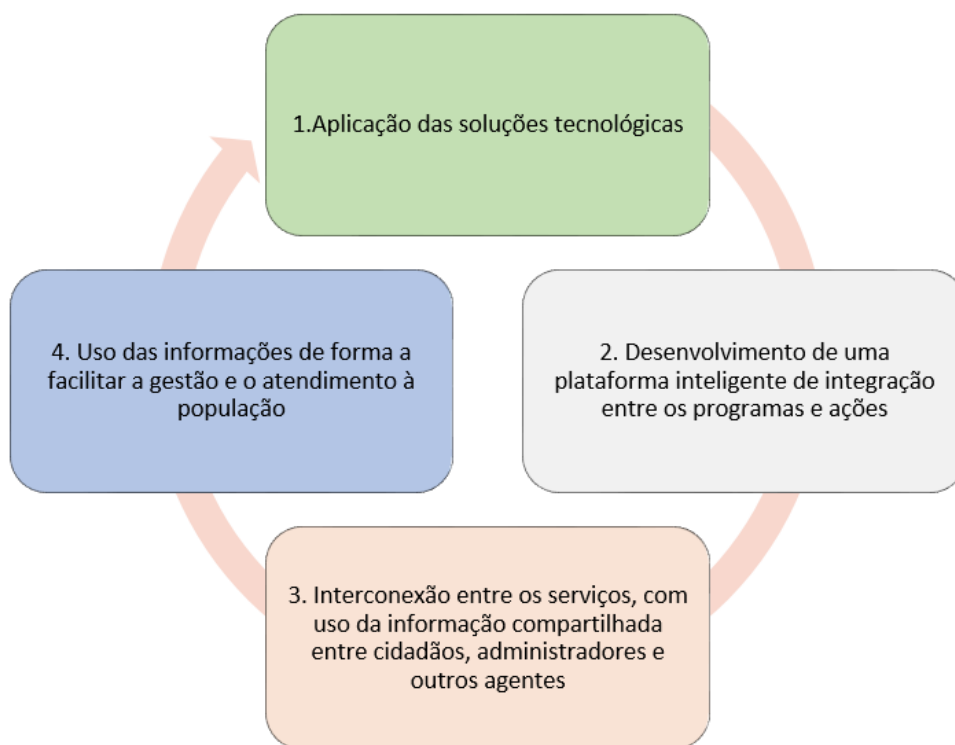 1.Aplicação das soluções tecnológicas
2. Desenvolvimento de uma
plataforma inteligente de integração
entre os programas e ações
3. Interconexão entre os serviços, com
uso da informação compartilhada
entre cidadãos, administradores e
outros agentes
4. Uso das informações de forma a
facilitar a gestão e o atendimento à
população